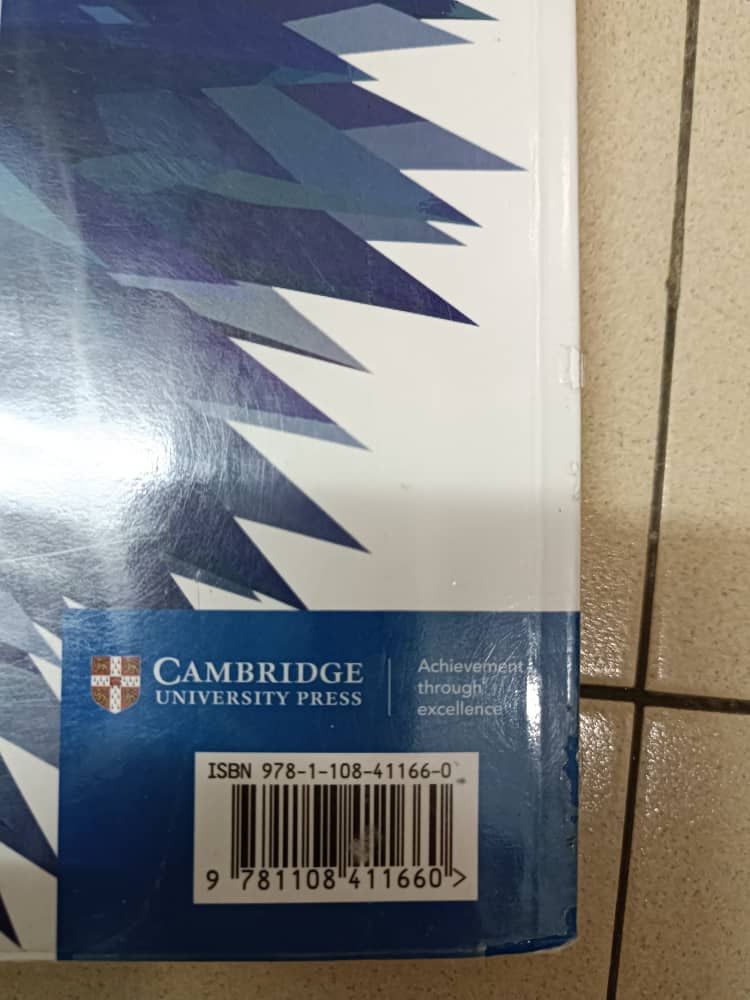 CAMBRIDGE
UNIVERSITY PRESS
Achievement
through
excellence
ISBN 978-1-108-41166-0
9 781108 411660 >